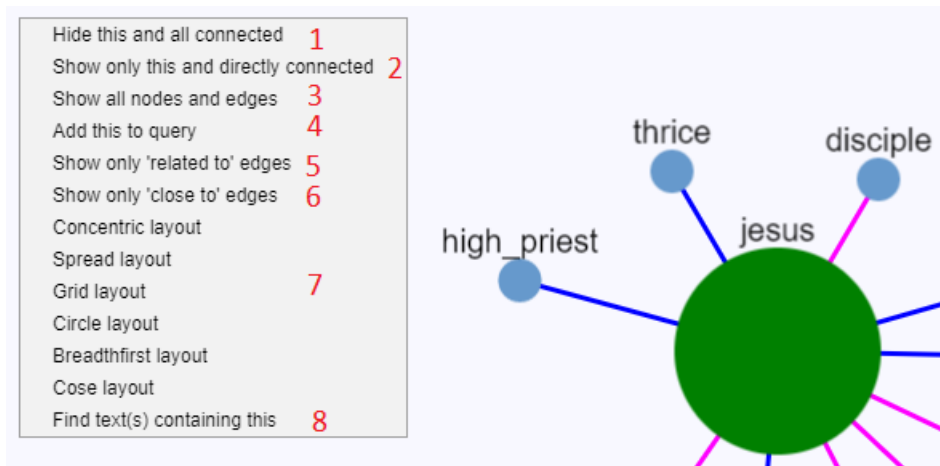 Hide this and all connected 1
Show only this and directly connected 2
Show all nodes and edges 3
Add this to query 4
Show only 'related to' edges 5
Show only 'close to' edges 6
Concentric layout
Spread layout
Grid layout 7
Circle layout
Breadthfirst layout
Cose layout
Find text(s) containing this 8
thrice
disciple
jesus
high_priest